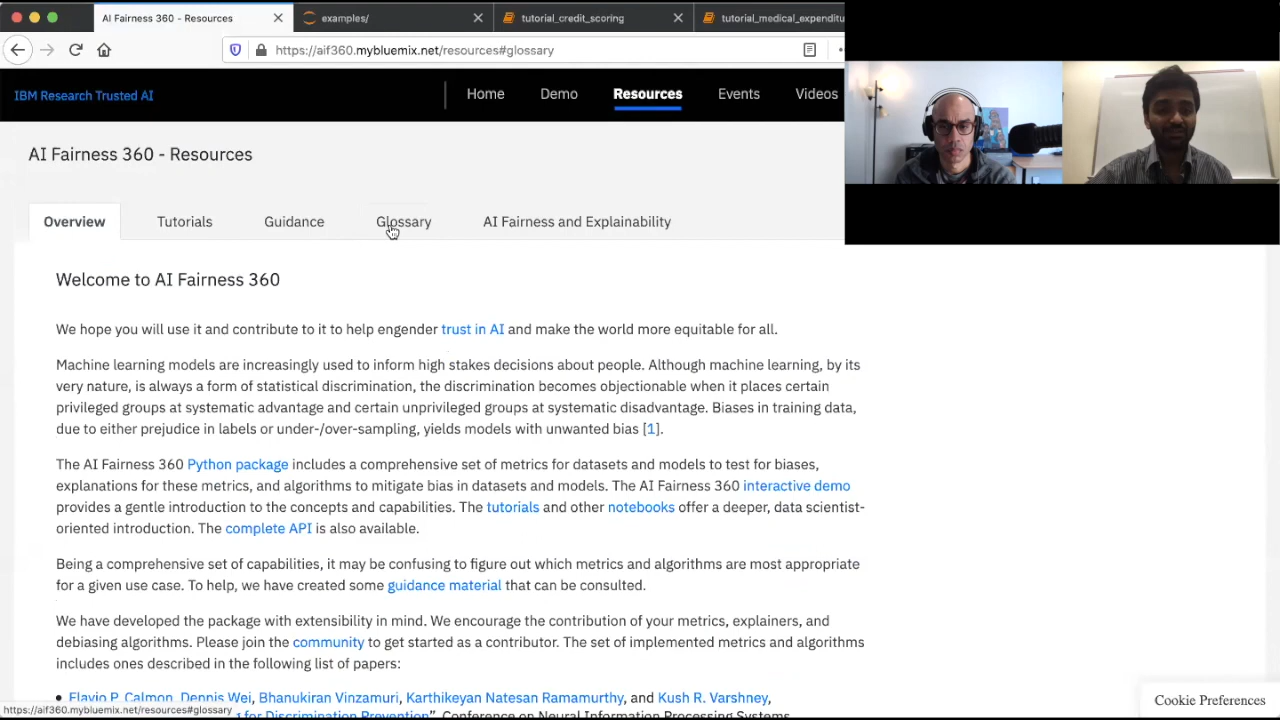 AI Fairness 360 - Resources
examples/
tutorial_credit_scoring
tutorial_medical_expenditu
https://aif360.mybluemix.net/resources#glossary
IBM Research Trusted AI
Home
Demo
Resources
Events
Videos
AI Fairness 360 - Resources
Overview
Tutorials
Guidance
Glossary
AI Fairness and Explainability
Welcome to AI Fairness 360
We hope you will use it and contribute to it to help engender trust in AI and make the world more equitable for all.
Machine learning models are increasingly used to inform high stakes decisions about people. Although machine learning, by its
very nature, is always a form of statistical discrimination, the discrimination becomes objectionable when it places certain
privileged groups at systematic advantage and certain unprivileged groups at systematic disadvantage. Biases in training data,
due to either prejudice in labels or under-/over-sampling, yields models with unwanted bias [1].
The AI Fairness 360 Python package includes a comprehensive set of metrics for datasets and models to test for biases,
explanations for these metrics, and algorithms to mitigate bias in datasets and models. The AI Fairness 360 interactive demo
provides a gentle introduction to the concepts and capabilities. The tutorials and other notebooks offer a deeper, data scientist-
oriented introduction. The complete API is also available.
Being a comprehensive set of capabilities, it may be confusing to figure out which metrics and algorithms are most appropriate
for a given use case. To help, we have created some guidance material that can be consulted.
We have developed the package with extensibility in mind. We encourage the contribution of your metrics, explainers, and
debiasing algorithms. Please join the community to get started as a contributor. The set of implemented metrics and algorithms
includes ones described in the following list of papers:
• Flavio P. Calmon, Dennis Wei, Bhanukiran Vinzamuri, Karthikeyan Natesan Ramamurthy, and Kush R. Varshney,
for Discrimination Prevention", Conference on Neural Information Processing Systems
https://aif360.mybluemix.net/resources#glossary
Cookie Preferences